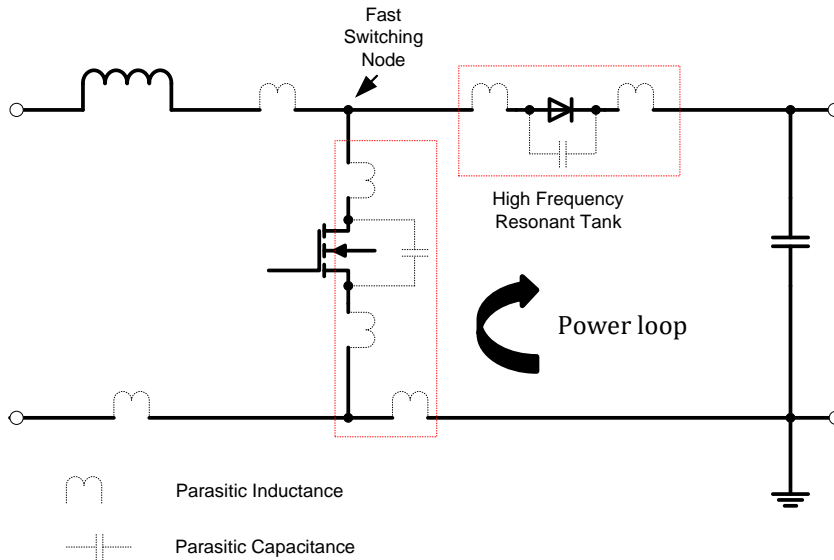 Fast
Switching
Node
High Frequency
Resonant Tank
Power loop
Parasitic Inductance
Parasitic Capacitance